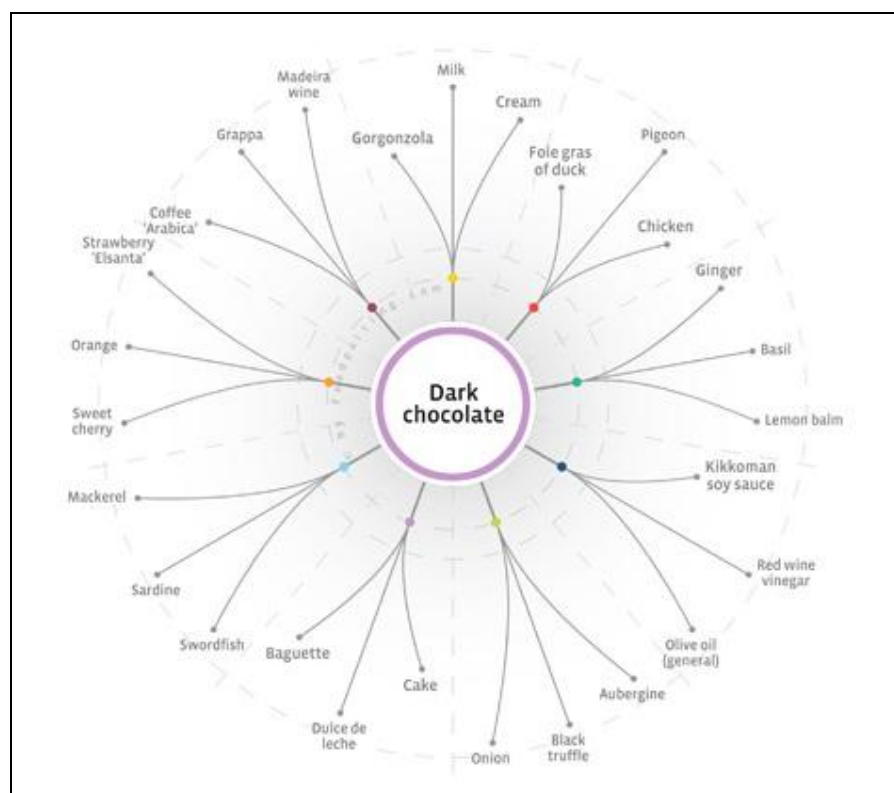 Milk
Madeira
wine
Cream
Grappa
Gorgonzola
Pigeon
Foie gras
of duck
Coffee
'Arabica'
Chicken
Strawberry
'Elsanta'
Ginger
Orange
Basil
Dark
chocolate
Sweet
cherry
Lemon balm
Kikkoman
soy sauce
Mackerel
Red wine
vinegar
Sardine
Swordfish
Olive oil
(general)
Baguette
Cake
Aubergine
Dulce de
leche
Black
truffle
Onion